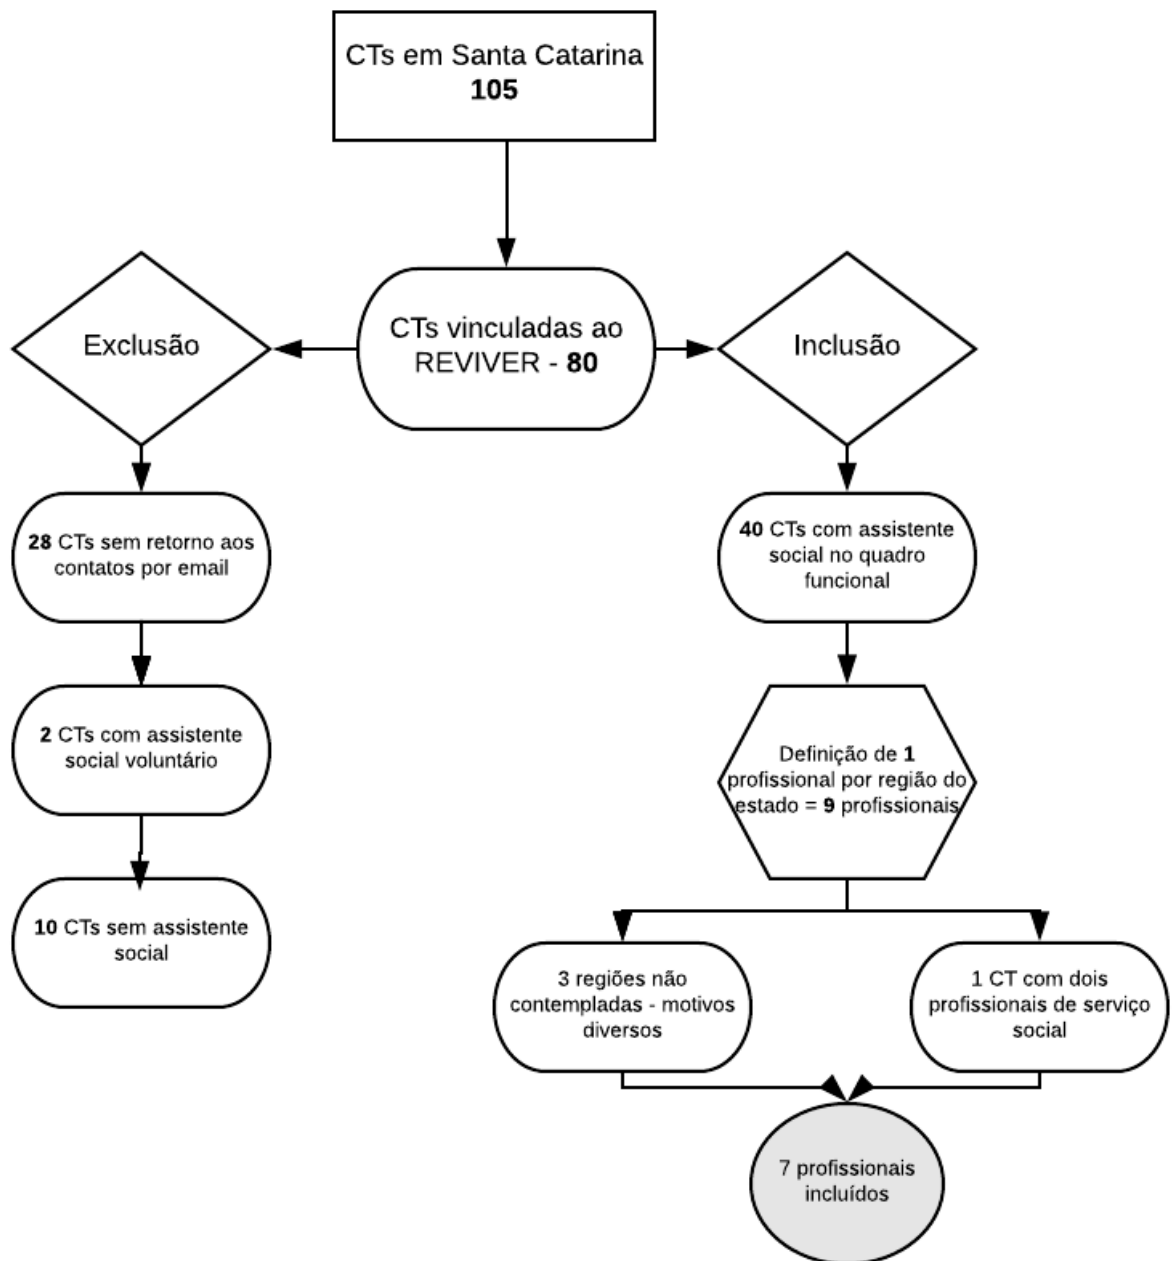 CTs em Santa Catarina
105
CTs vinculadas ao
REVIVER - 80
Exclusão
Inclusão
28 CTs sem retorno aos
contatos por email
2 CTs com assistente
social voluntário
10 CTs sem assistente
social
40 CTs com assistente
social no quadro
funcional
Definição de 1
profissional por região do
estado = 9 profissionais
3 regiões não
contempladas - motivos
diversos
1 CT com dois
profissionais de serviço
social
7 profissionais
incluídos